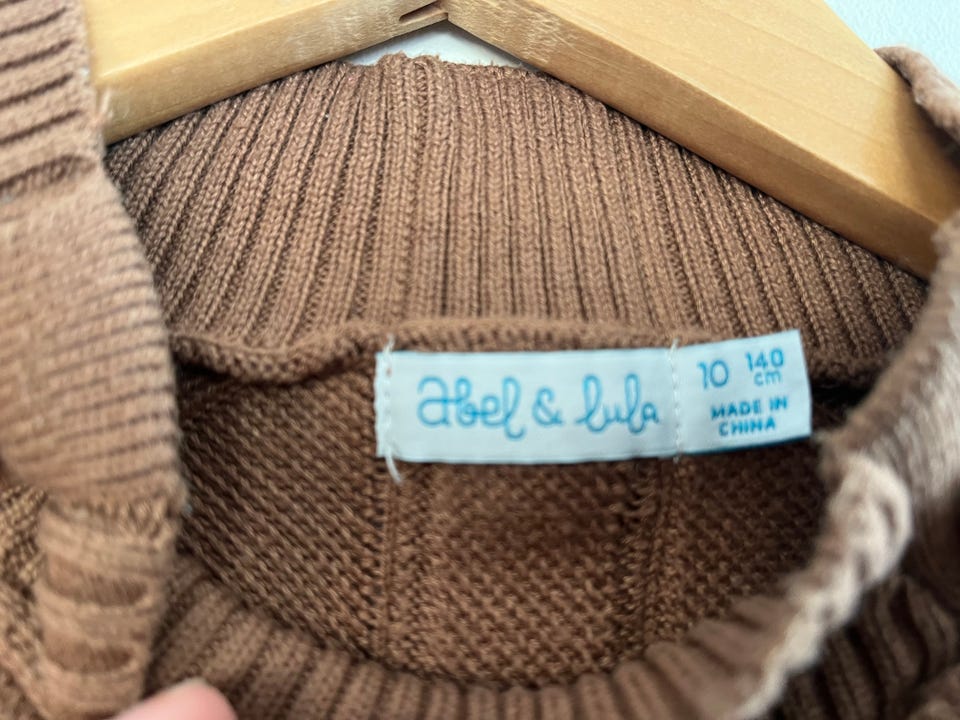 abel & lula
10 140 cm
MADE IN
CHINA